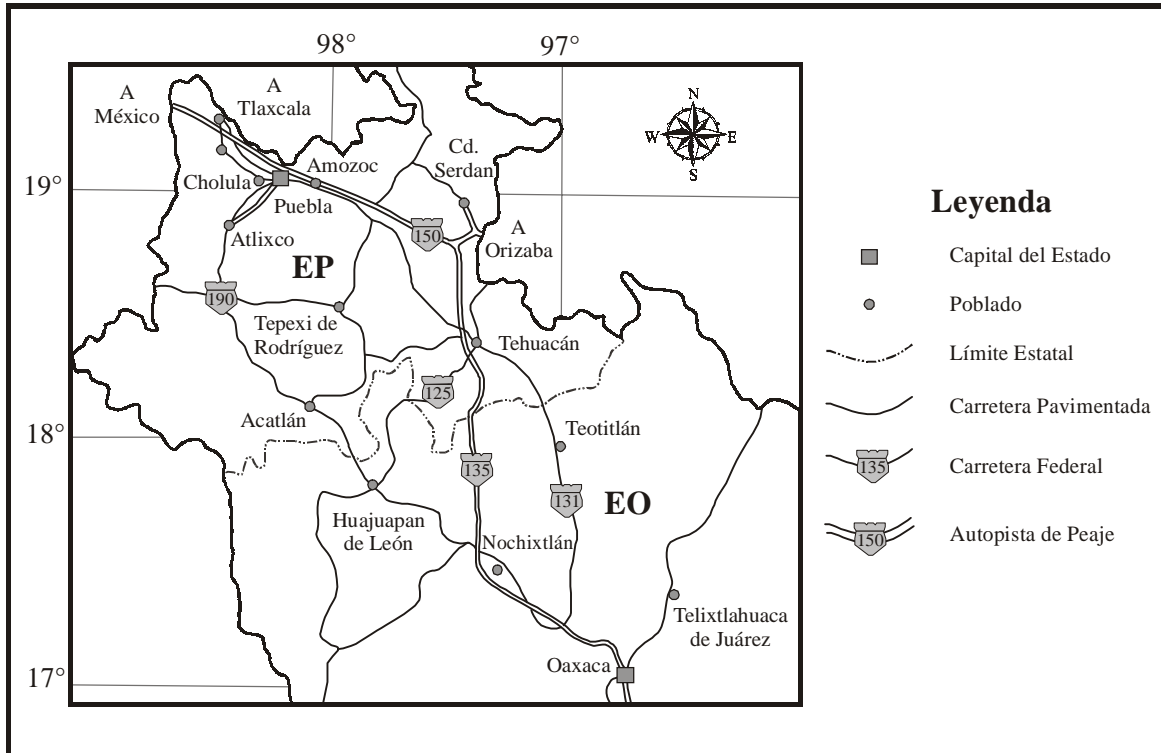 98°
97°
19°
18°
17°
A
México
A
Tlaxcala
Cholula
Puebla
Amozoc
Atlixco
Cd.
Serdan
A
Orizaba
150
EP
190
Tepexi de
Rodríguez
Tehuacán
125
Acatlán
Teotitlán
135
131
EO
Huajuapan
de León
Nochixtlán
Telixtlahuaca
de Juárez
Oaxaca
N
W
E
S
Leyenda
Capital del Estado
Poblado
Límite Estatal
Carretera Pavimentada
135
Carretera Federal
150
Autopista de Peaje